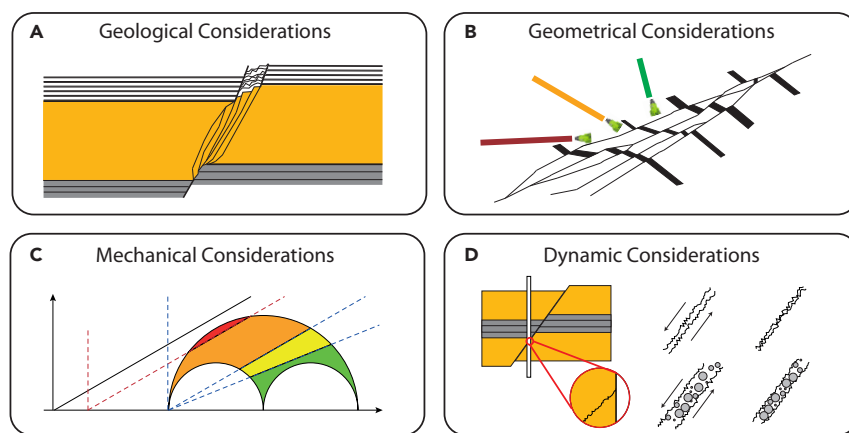 A Geological Considerations
B Geometrical Considerations
C Mechanical Considerations
D Dynamic Considerations